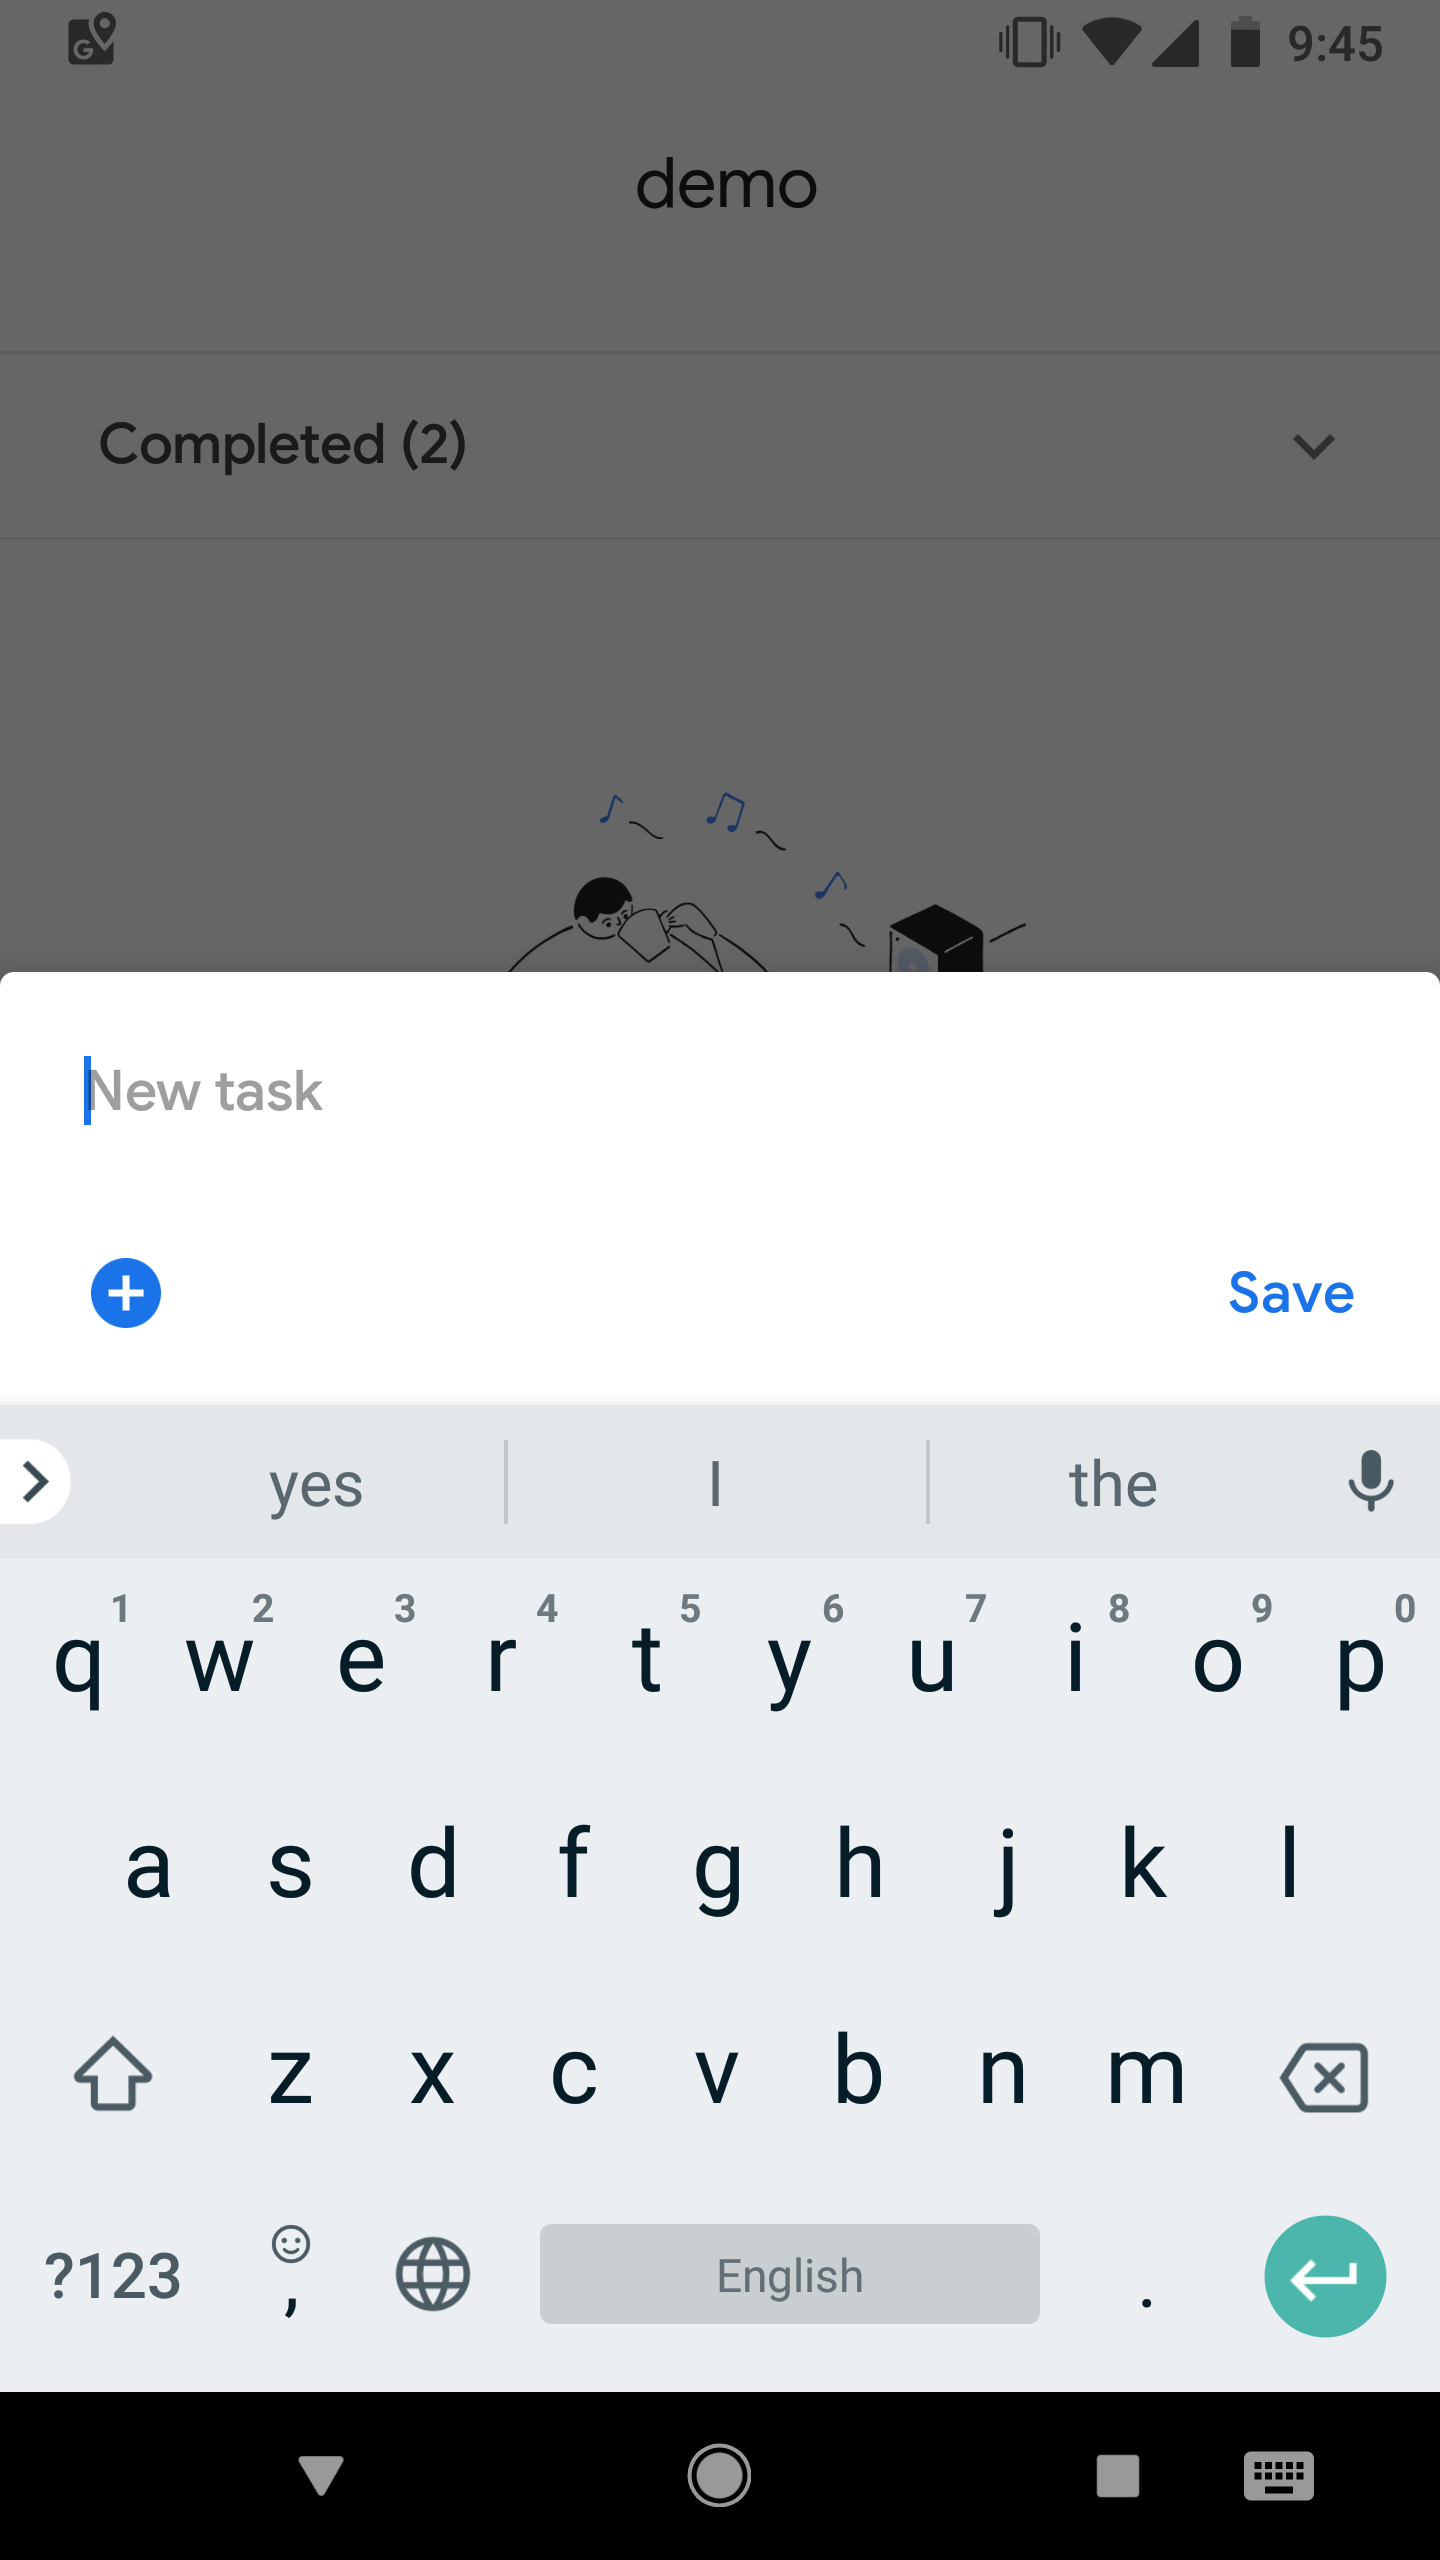 9:45
demo
Completed (2)
New task
Save
yes I the
1 2 3 4 5 6 7 8 9 0
q w e r t y u i o p
a s d f g h j k l
z x c v b n m
?123 , English .